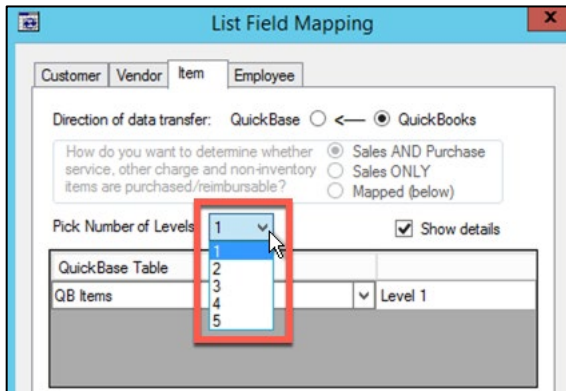 List Field Mapping
x
Customer Vendor Item Employee
Direction of data transfer: QuickBase <— QuickBooks
How do you want to determine whether
service, other charge and non-inventory
items are purchased/reimbursable?
Sales AND Purchase
Sales ONLY
Mapped (below)
Pick Number of Levels 1 Show details
1
2
3
4
5
QuickBase Table
QB Items Level 1